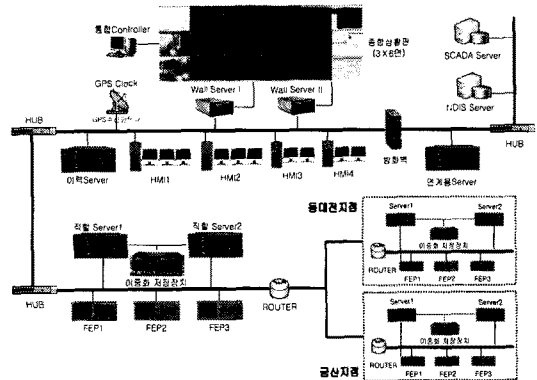 통합Controller
종합상황판
(3X6면)
SCADA Server
GPS Clock
Wall Server I
Wall Server II
NDIS Server
HUB
HUB
방화벽
이력Server
HMI1
HMI2
HMI3
HMI4
연계용Server
동대전지점
직할 Server1
직할 Server2
Server1
Server2
이중화 저장장치
이중화 저장장치
ROUTER
FEP1
FEP2
FEP3
HUB
ROUTER
FEP1
FEP2
FEP3
Server1
Server2
이중화 저장장치
ROUTER
FEP1
FEP2
FEP3
금산지점